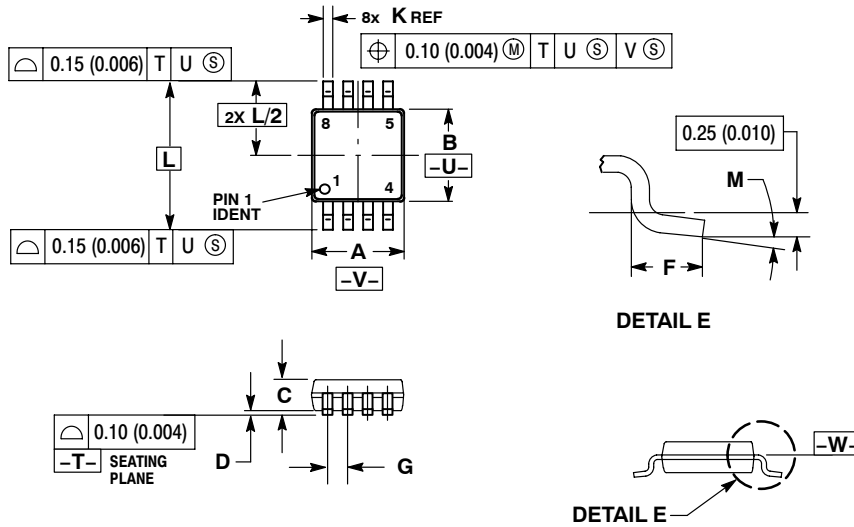 8x K REF
⌓ 0.15 (0.006) T U Ⓢ
⌖ 0.10 (0.004) Ⓜ T U Ⓢ V Ⓢ
2X L/2
8 5
B
–U–
L
PIN 1
IDENT
1
4
⌓ 0.15 (0.006) T U Ⓢ
A
–V–
0.25 (0.010)
M
F
DETAIL E
C
⌓ 0.10 (0.004)
–T– SEATING
PLANE
D
G
–W–
DETAIL E